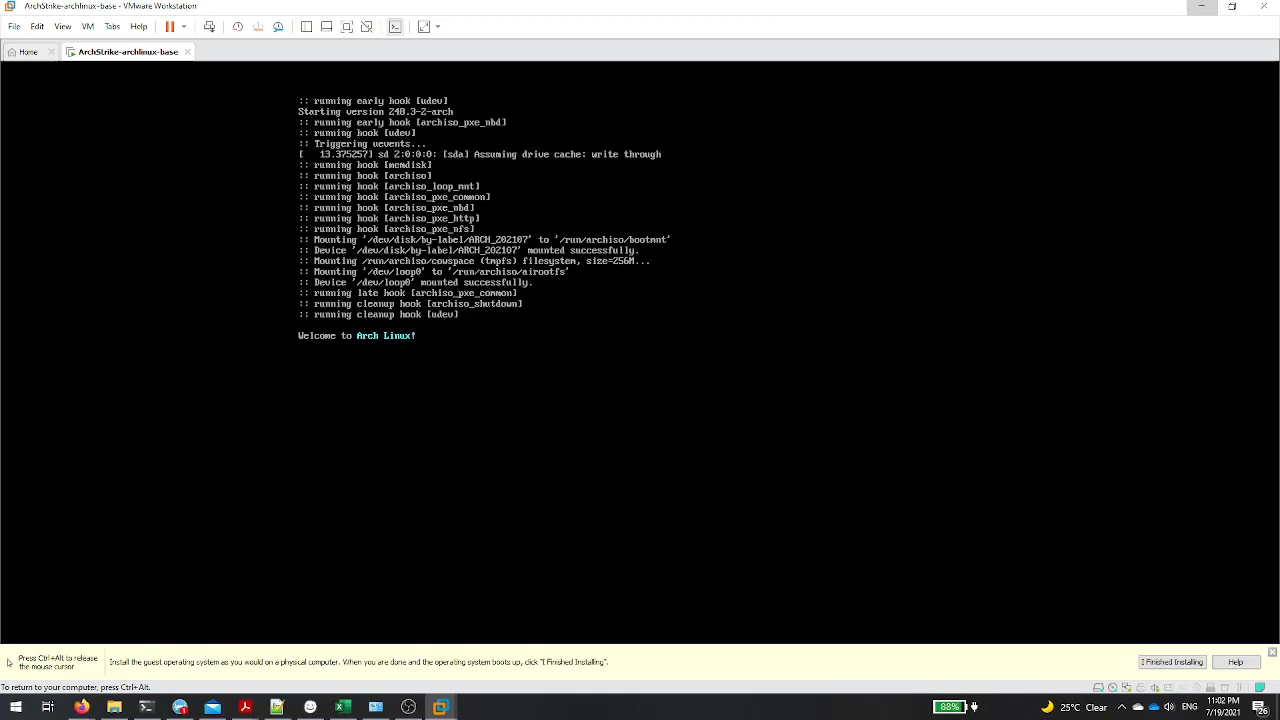 ArchStrike-archlinux-base - VMware Workstation
File Edit View VM Tabs Help
Home ArchStrike-archlinux-base
:: running early hook [udev]
Starting version 248.3-2-arch
:: running early hook [archiso_pxe_nbd]
:: running hook [udev]
:: Triggering uevents...
[   13.375257] sd 2:0:0:0: [sda] Assuming drive cache: write through
:: running hook [memdisk]
:: running hook [archiso]
:: running hook [archiso_loop_mnt]
:: running hook [archiso_pxe_common]
:: running hook [archiso_pxe_nbd]
:: running hook [archiso_pxe_http]
:: running hook [archiso_pxe_nfs]
:: Mounting '/dev/disk/by-label/ARCH_202107' to '/run/archiso/bootmnt'
:: Device '/dev/disk/by-label/ARCH_202107' mounted successfully.
:: Mounting /run/archiso/cowspace (tmpfs) filesystem, size=256M...
:: Mounting '/dev/loop0' to '/run/archiso/airootfs'
:: Device '/dev/loop0' mounted successfully.
:: running late hook [archiso_pxe_common]
:: running cleanup hook [archiso_shutdown]
:: running cleanup hook [udev]
Welcome to Arch Linux!
Press Ctrl+Alt to release
the mouse cursor
Install the guest operating system as you would on a physical computer. When you are done and the operating system boots up, click "I Finished Installing".
I Finished Installing
Help
To return to your computer, press Ctrl+Alt.
88%
25°C Clear
ENG
11:02 PM
7/19/2021
26